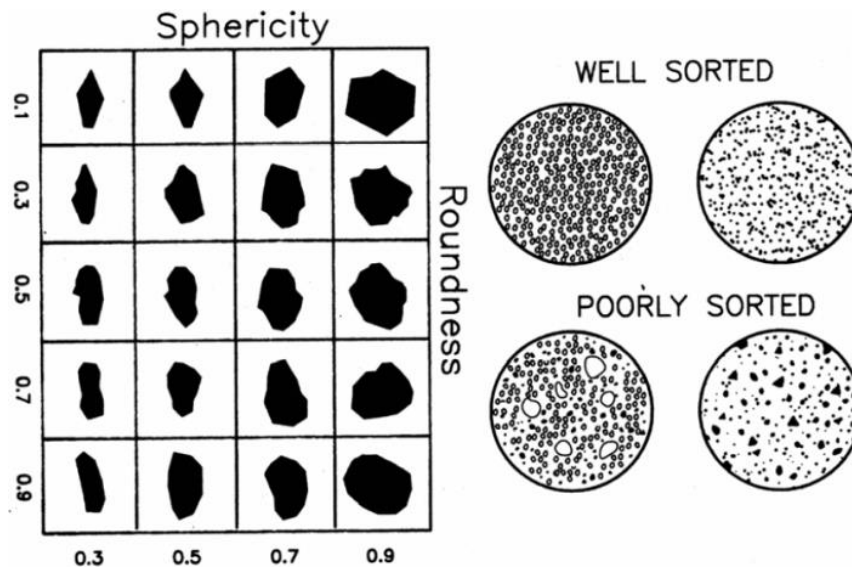 Sphericity
0.1
0.3
0.5
0.7
0.9
Roundness
0.3 0.5 0.7 0.9
WELL SORTED
POORLY SORTED